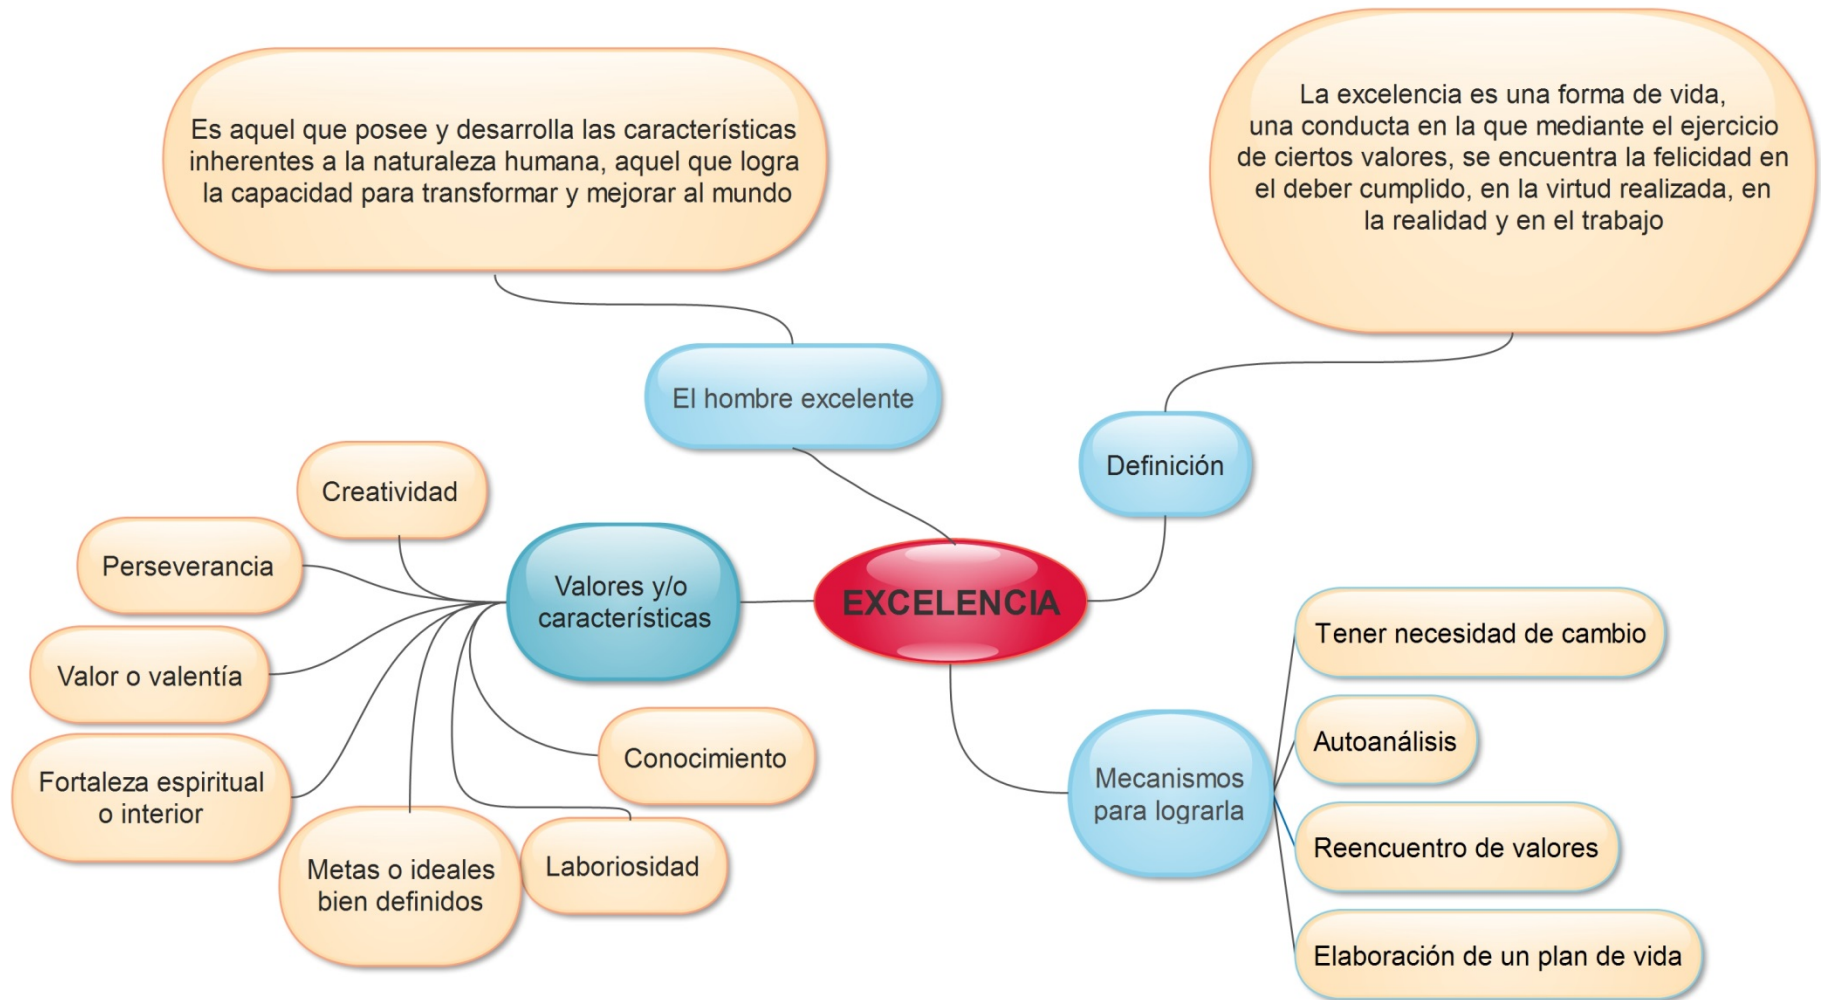 Es aquel que posee y desarrolla las características
inherentes a la naturaleza humana, aquel que logra
la capacidad para transformar y mejorar al mundo
La excelencia es una forma de vida,
una conducta en la que mediante el ejercicio
de ciertos valores, se encuentra la felicidad en
el deber cumplido, en la virtud realizada, en
la realidad y en el trabajo
El hombre excelente
Definición
Creatividad
Perseverancia
Valores y/o
características
EXCELENCIA
Valor o valentía
Fortaleza espiritual
o interior
Metas o ideales
bien definidos
Laboriosidad
Conocimiento
Mecanismos
para lograrla
Tener necesidad de cambio
Autoanálisis
Reencuentro de valores
Elaboración de un plan de vida